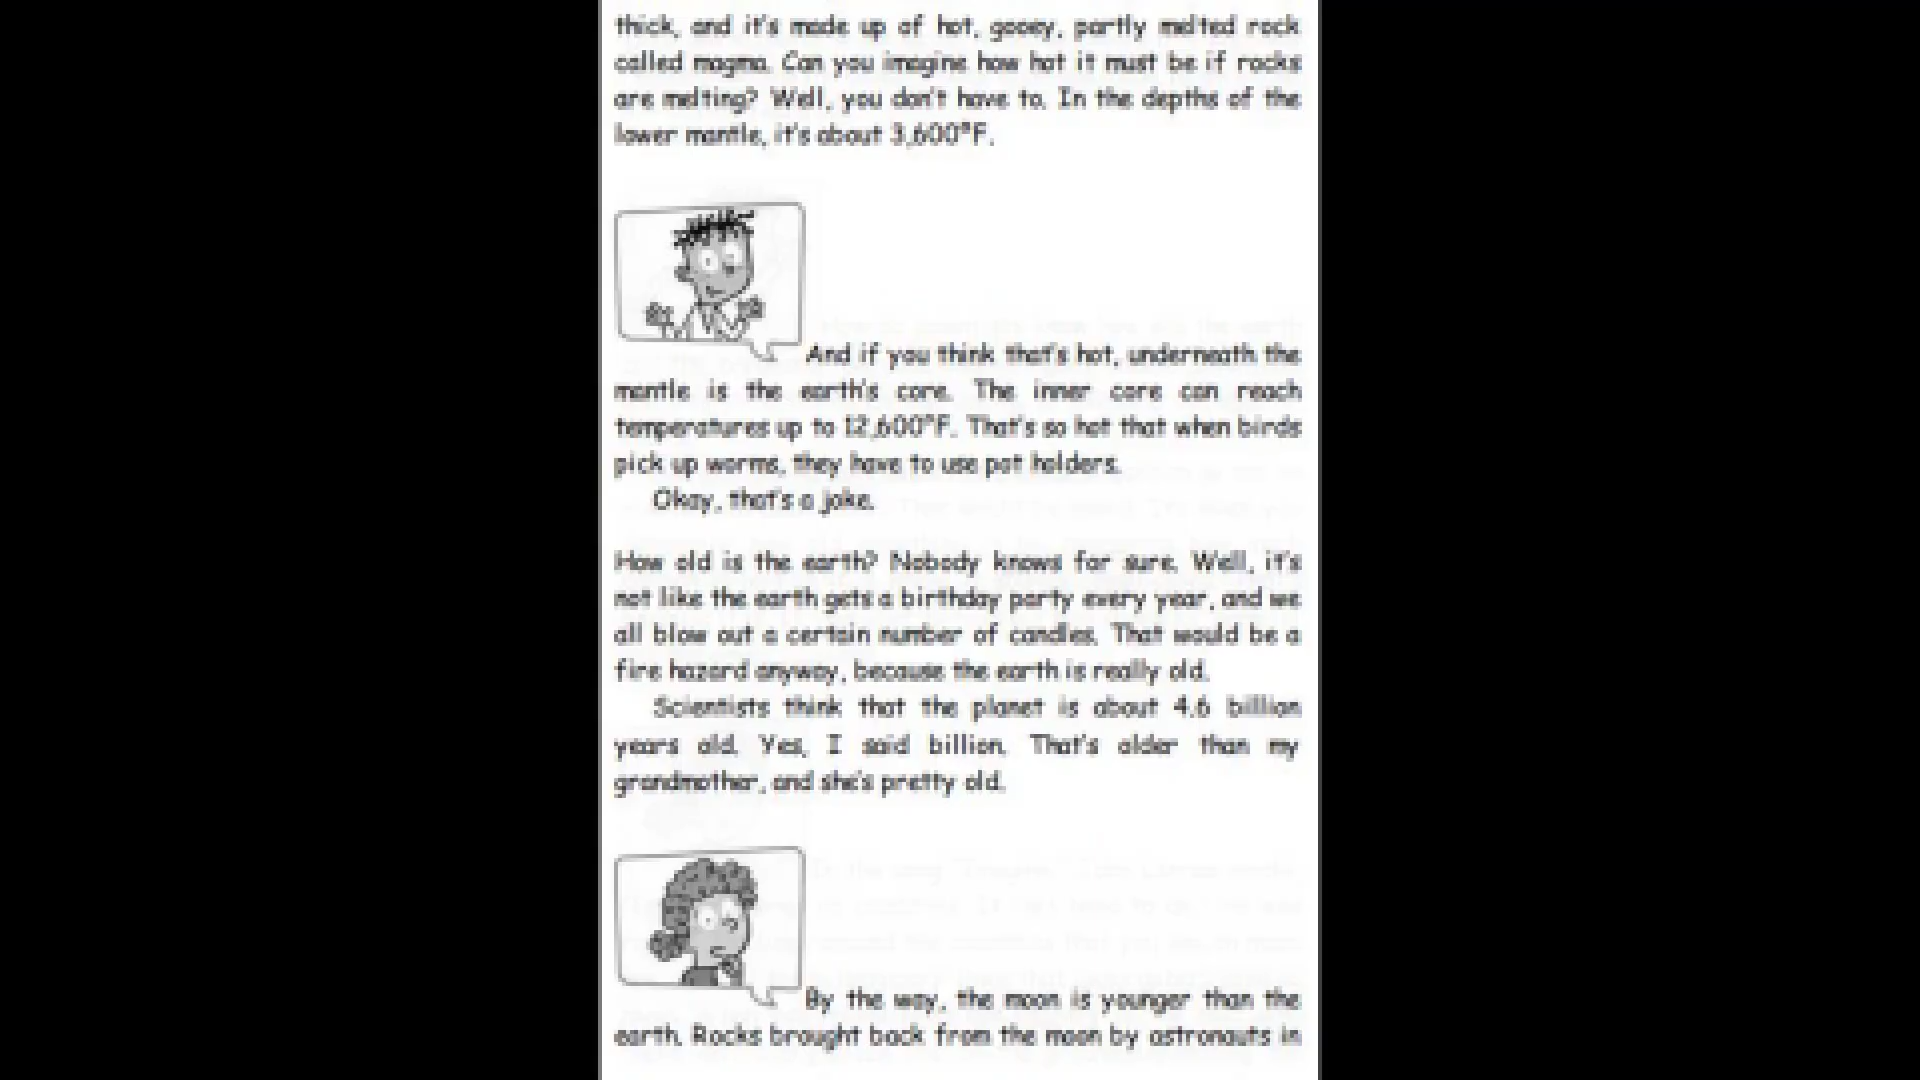 thick, and it's made up of hot, gooey, partly melted rock
called magma. Can you imagine how hot it must be if rocks
are melting? Well, you don't have to. In the depths of the
lower mantle, it's about 3,600°F.
And if you think that's hot, underneath the
mantle is the earth's core. The inner core can reach
temperatures up to 12,600°F. That's so hot that when birds
pick up worms, they have to use pot holders.
Okay, that's a joke.
How old is the earth? Nobody knows for sure. Well, it's
not like the earth gets a birthday party every year, and we
all blow out a certain number of candles. That would be a
fire hazard anyway, because the earth is really old.
Scientists think that the planet is about 4.6 billion
years old. Yes, I said billion. That's older than my
grandmother, and she's pretty old.
By the way, the moon is younger than the
earth. Rocks brought back from the moon by astronauts in